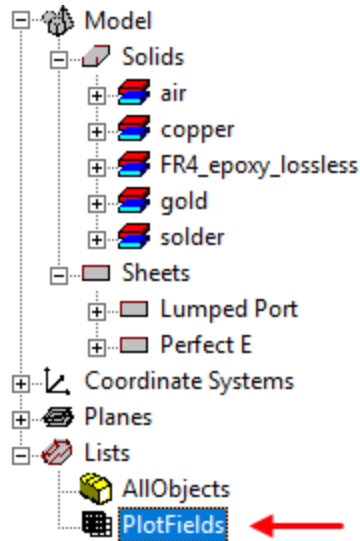 Model
Solids
air
copper
FR4_epoxy_lossless
gold
solder
Sheets
Lumped Port
Perfect E
Coordinate Systems
Planes
Lists
AllObjects
PlotFields